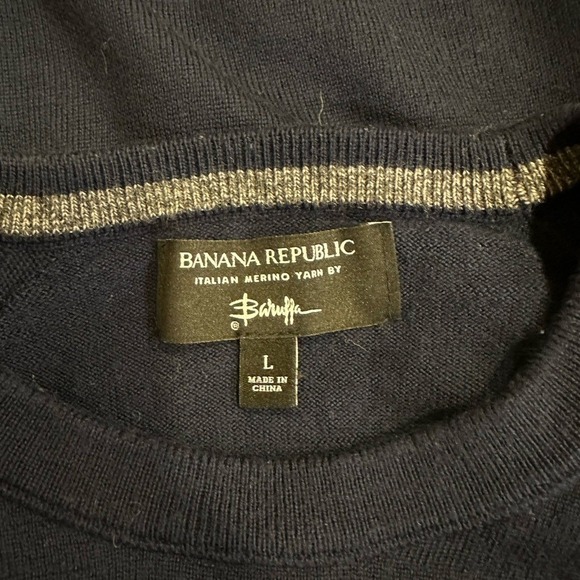 BANANA REPUBLIC
ITALIAN MERINO YARN BY
Baruffa
®
L
MADE IN
CHINA